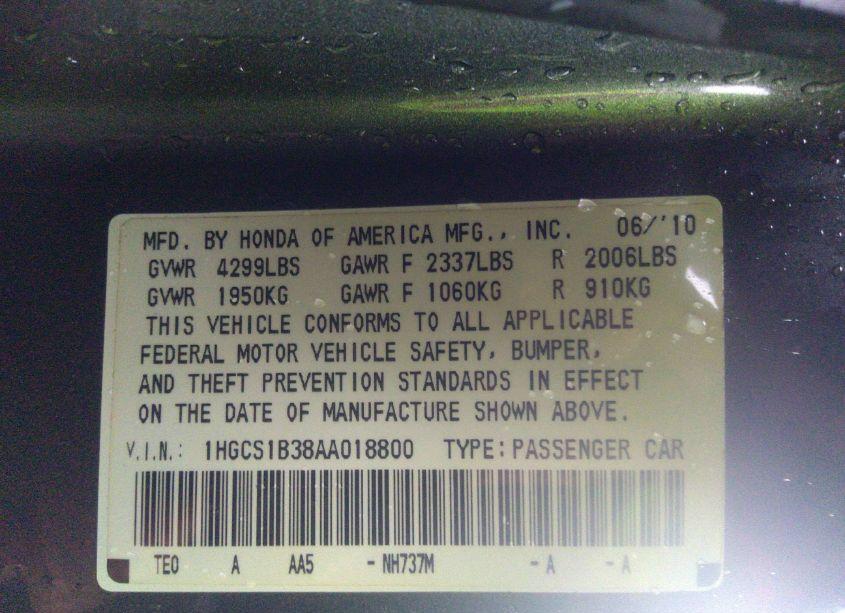 MFD. BY HONDA OF AMERICA MFG., INC. 06/'10
GVWR 4299LBS GAWR F 2337LBS R 2006LBS
GVWR 1950KG GAWR F 1060KG R 910KG
THIS VEHICLE CONFORMS TO ALL APPLICABLE
FEDERAL MOTOR VEHICLE SAFETY, BUMPER,
AND THEFT PREVENTION STANDARDS IN EFFECT
ON THE DATE OF MANUFACTURE SHOWN ABOVE.
V.I.N.: 1HGCS1B38AA018800 TYPE: PASSENGER CAR
TE0 A AA5 - NH737M - A - A